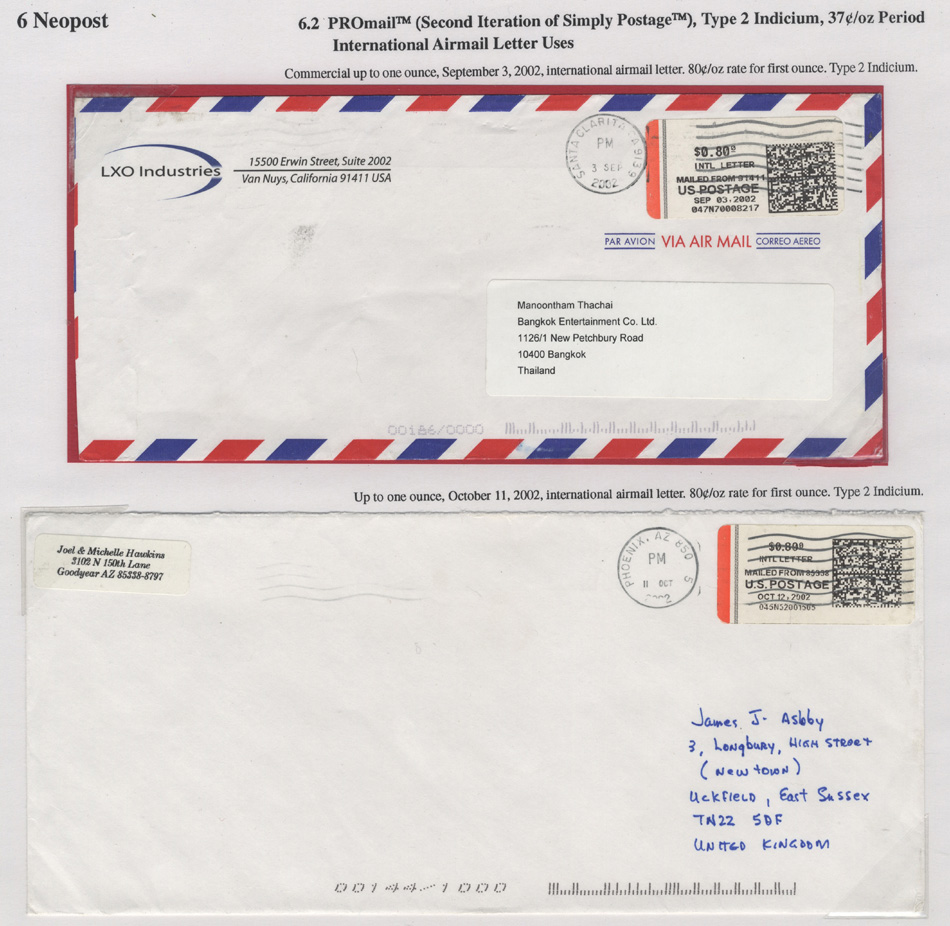 6 Neopost
6.2 PROmail™ (Second Iteration of Simply Postage™), Type 2 Indicium, 37¢/oz Period
International Airmail Letter Uses
Commercial up to one ounce, September 3, 2002, international airmail letter. 80¢/oz rate for first ounce. Type 2 Indicium.
LXO Industries
15500 Erwin Street, Suite 2002
Van Nuys, California 91411 USA
SANTA CLARITA
PM
3 SEP
2002
$0.80⁰
INTL LETTER
MAILED FROM 91411
US POSTAGE
SEP 03.2002
047N70008217
PAR AVION VIA AIR MAIL CORREO AEREO
Manoontham Thachai
Bangkok Entertainment Co. Ltd.
1126/1 New Petchbury Road
10400 Bangkok
Thailand
00186/0000
Up to one ounce, October 11, 2002, international airmail letter. 80¢/oz rate for first ounce. Type 2 Indicium.
Joel & Michelle Hawkins
3102 N 150th Lane
Goodyear AZ 85338-8797
PHOENIX, AZ 850
PM
11 OCT
2002
$0.80⁰
INTL LETTER
MAILED FROM 85338
U.S. POSTAGE
OCT 12, 2002
James J. Ashby
3, Longbury, HIGH STREET
(NEW TOWN)
UCKFIELD, EAST SUSSEX
TN22 5DF
UNITED KINGDOM